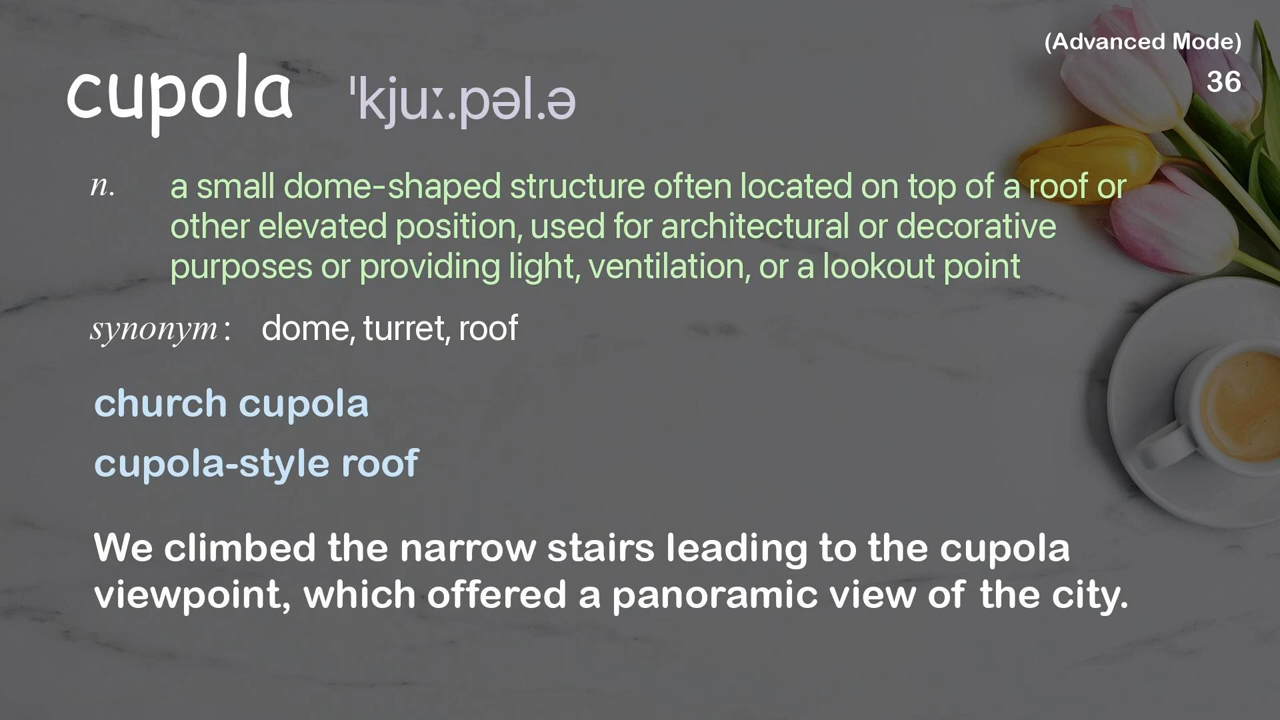 (Advanced Mode)
36
cupola ˈkjuː.pəl.ə
n. a small dome-shaped structure often located on top of a roof or
other elevated position, used for architectural or decorative
purposes or providing light, ventilation, or a lookout point
synonym: dome, turret, roof
church cupola
cupola-style roof
We climbed the narrow stairs leading to the cupola
viewpoint, which offered a panoramic view of the city.